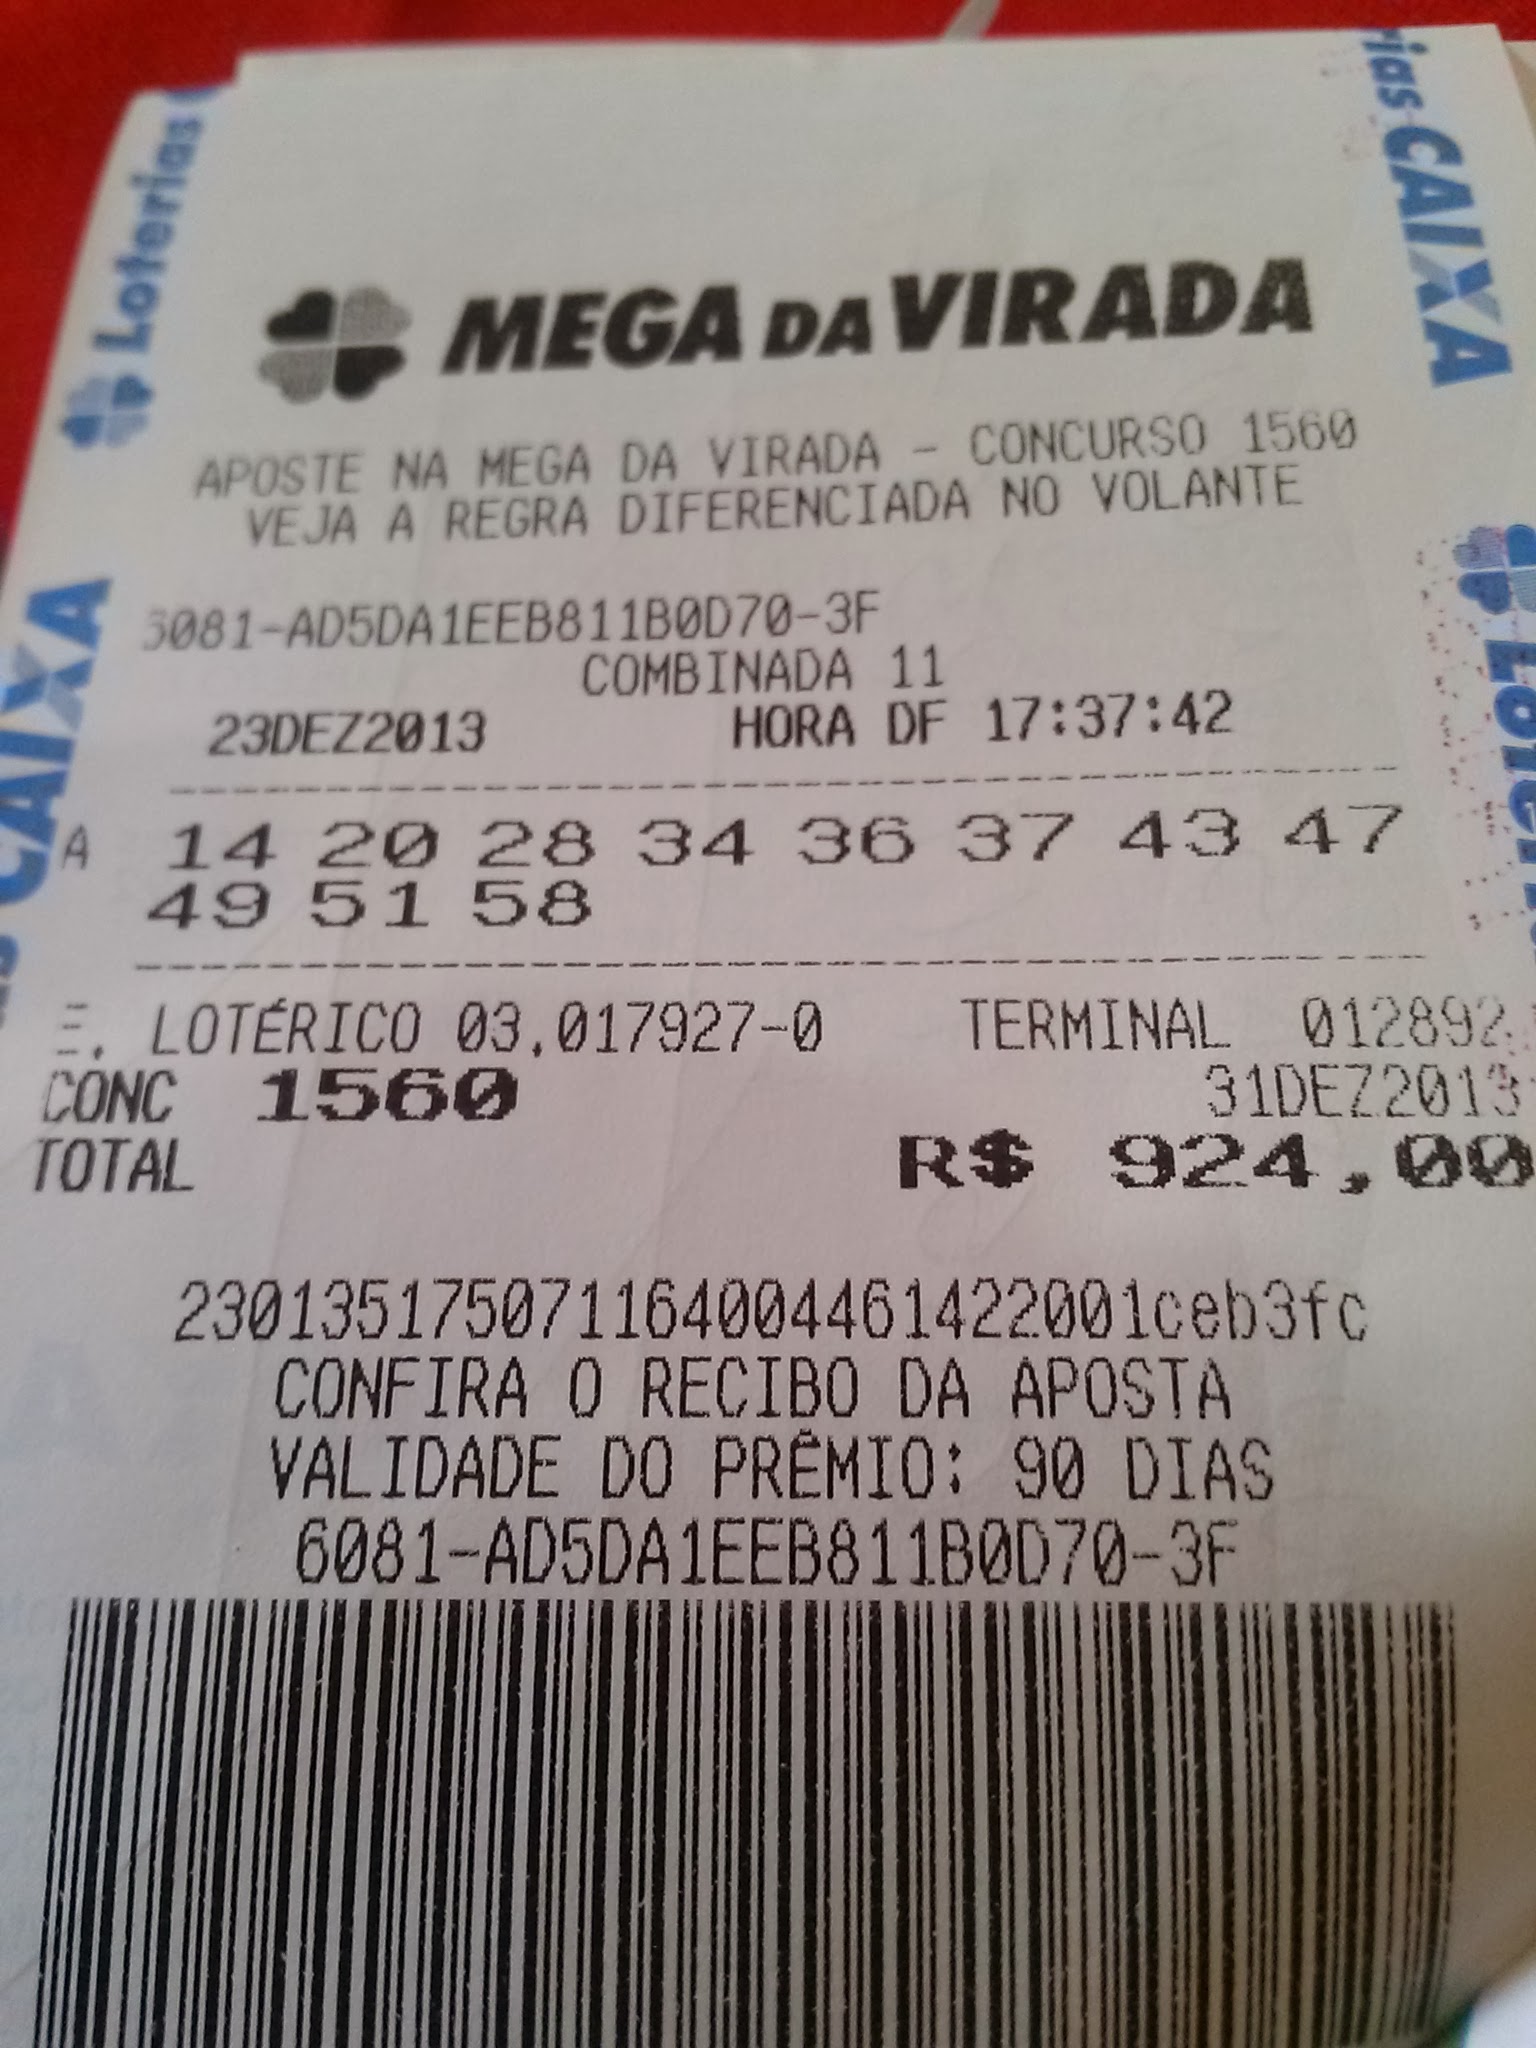 Loterias
rias CAIXA
MEGA DA VIRADA
APOSTE NA MEGA DA VIRADA - CONCURSO 1560
VEJA A REGRA DIFERENCIADA NO VOLANTE
CAIXA
6081-AD5DA1EEB811B0D70-3F
COMBINADA 11
23DEZ2013 HORA DF 17:37:42
A 14 20 28 34 36 37 43 47
49 51 58
E. LOTÉRICO 03.017927-0 TERMINAL 012892
CONC 1560 31DEZ2013
TOTAL R$ 924,00
230135175071164004461422001ceb3fc
CONFIRA O RECIBO DA APOSTA
VALIDADE DO PRÊMIO: 90 DIAS
6081-AD5DA1EEB811B0D70-3F